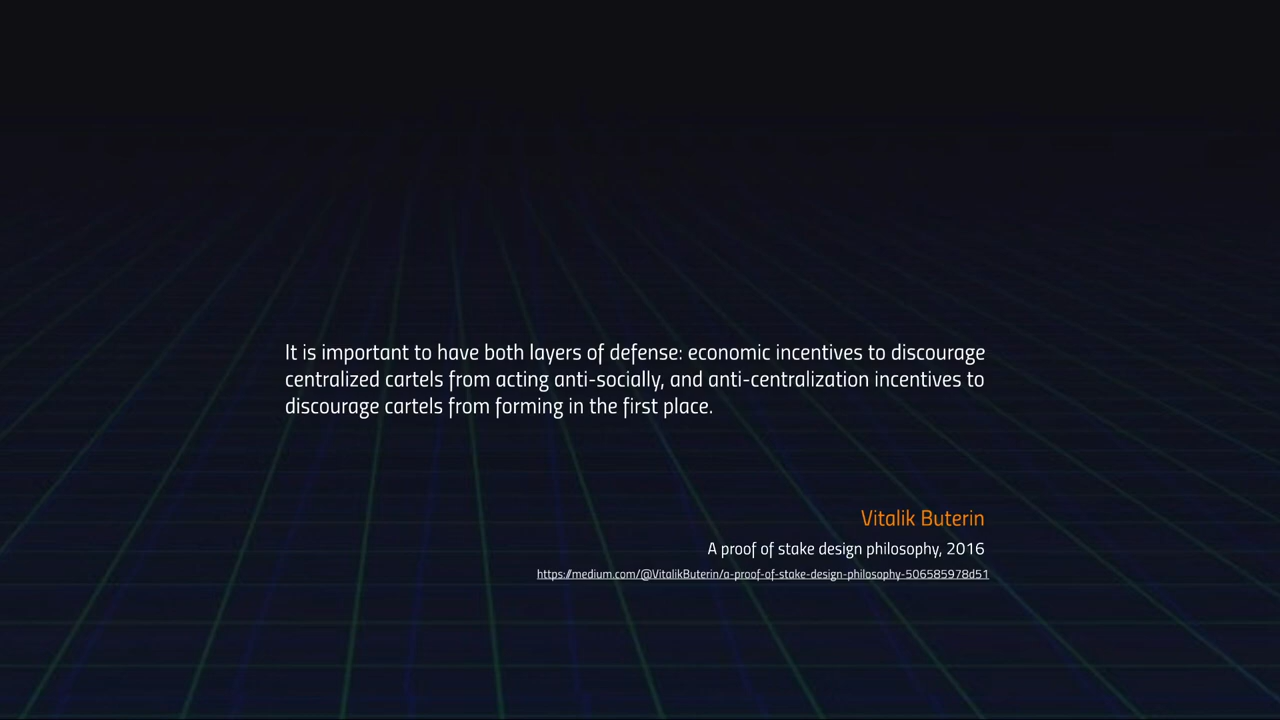 It is important to have both layers of defense: economic incentives to discourage
centralized cartels from acting anti-socially, and anti-centralization incentives to
discourage cartels from forming in the first place.
Vitalik Buterin
A proof of stake design philosophy, 2016
https://medium.com/@VitalikButerin/a-proof-of-stake-design-philosophy-506585978d51